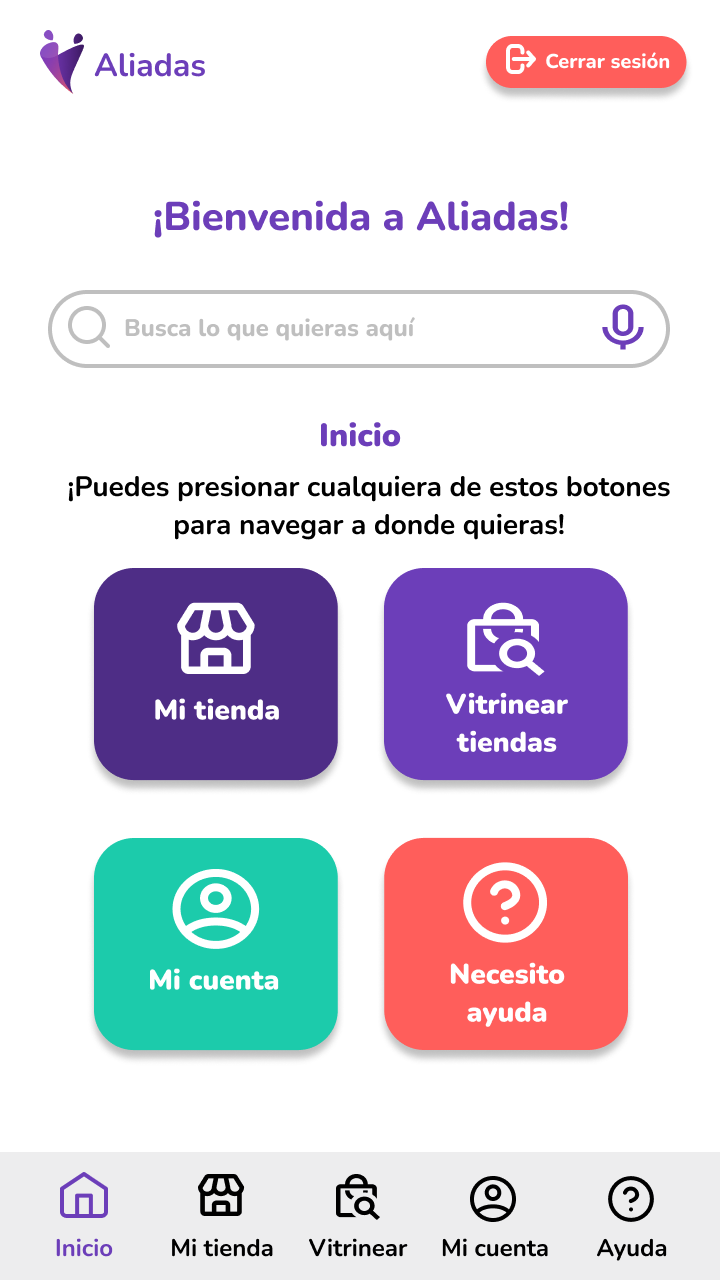 Aliadas
Cerrar sesión
¡Bienvenida a Aliadas!
Busca lo que quieras aquí
Inicio
¡Puedes presionar cualquiera de estos botones
para navegar a donde quieras!
Mi tienda
Vitrinear
tiendas
Mi cuenta
Necesito
ayuda
Inicio
Mi tienda
Vitrinear
Mi cuenta
Ayuda